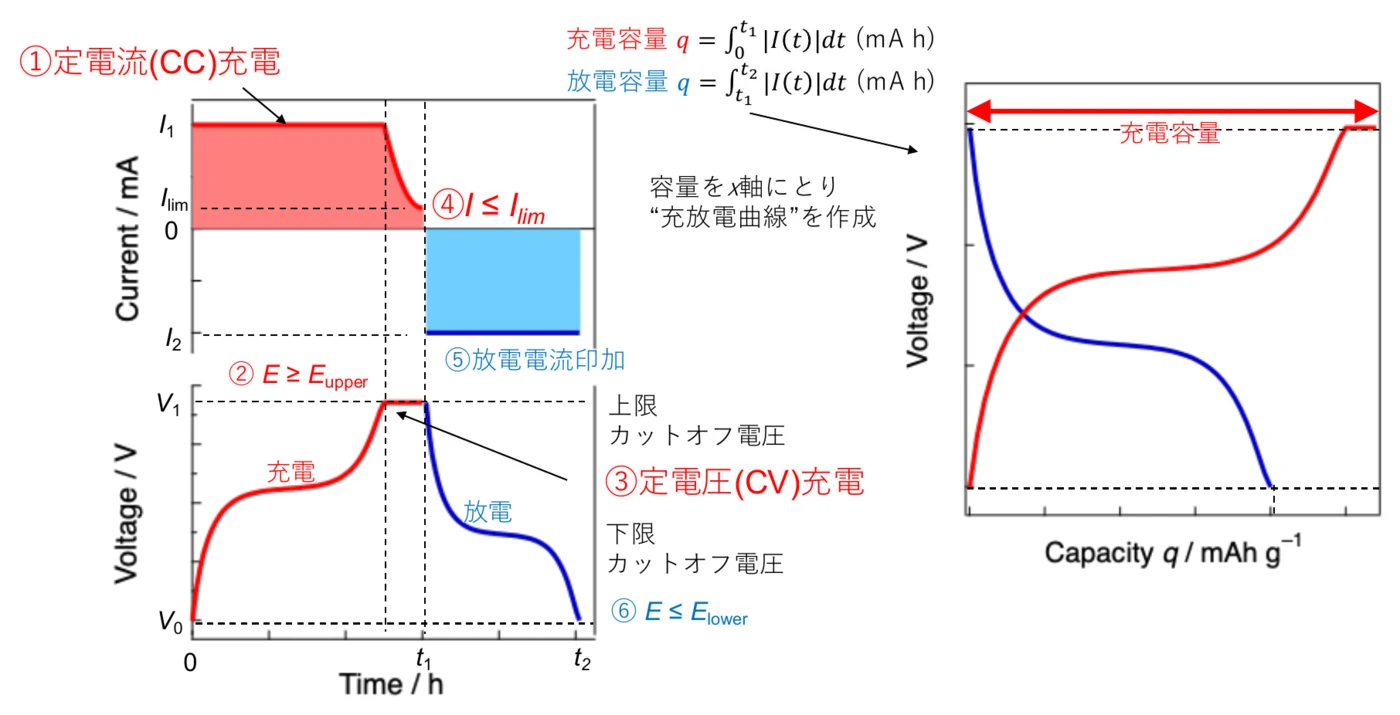 ①定電流(CC)充電
充電容量 q = ∫₀^t₁ |I(t)|dt (mA h)
放電容量 q = ∫t₁^t₂ |I(t)|dt (mA h)
容量をx軸にとり
“充放電曲線”を作成
I₁
Ilim
0
I₂
Current / mA
④I ≤ Ilim
⑤放電電流印加
② E ≥ Eupper
V₁
V₀
Voltage / V
充電
放電
上限
カットオフ電圧
③定電圧(CV)充電
下限
カットオフ電圧
⑥ E ≤ Elower
0
t₁
t₂
Time / h
充電容量
Voltage / V
Capacity q / mAh g⁻¹